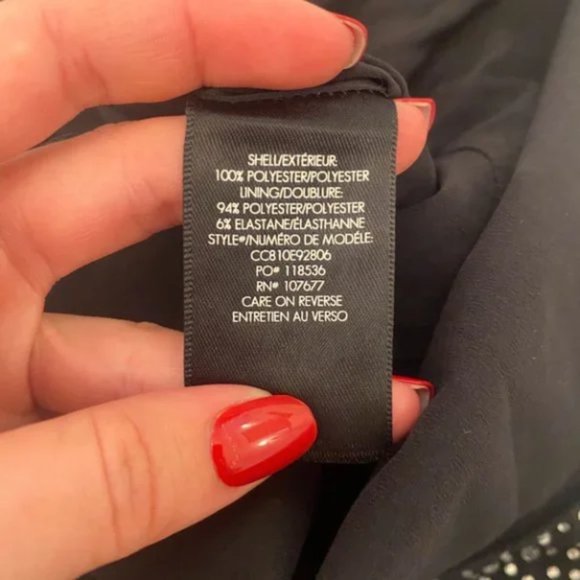 SHELL/EXTÉRIEUR:
100% POLYESTER/POLYESTER
LINING/DOUBLURE:
94% POLYESTER/POLYESTER
6% ELASTANE/ÉLASTHANNE
STYLE#/NUMÉRO DE MODÈLE:
CC810E92806
PO# 118536
RN# 107677
CARE ON REVERSE
ENTRETIEN AU VERSO